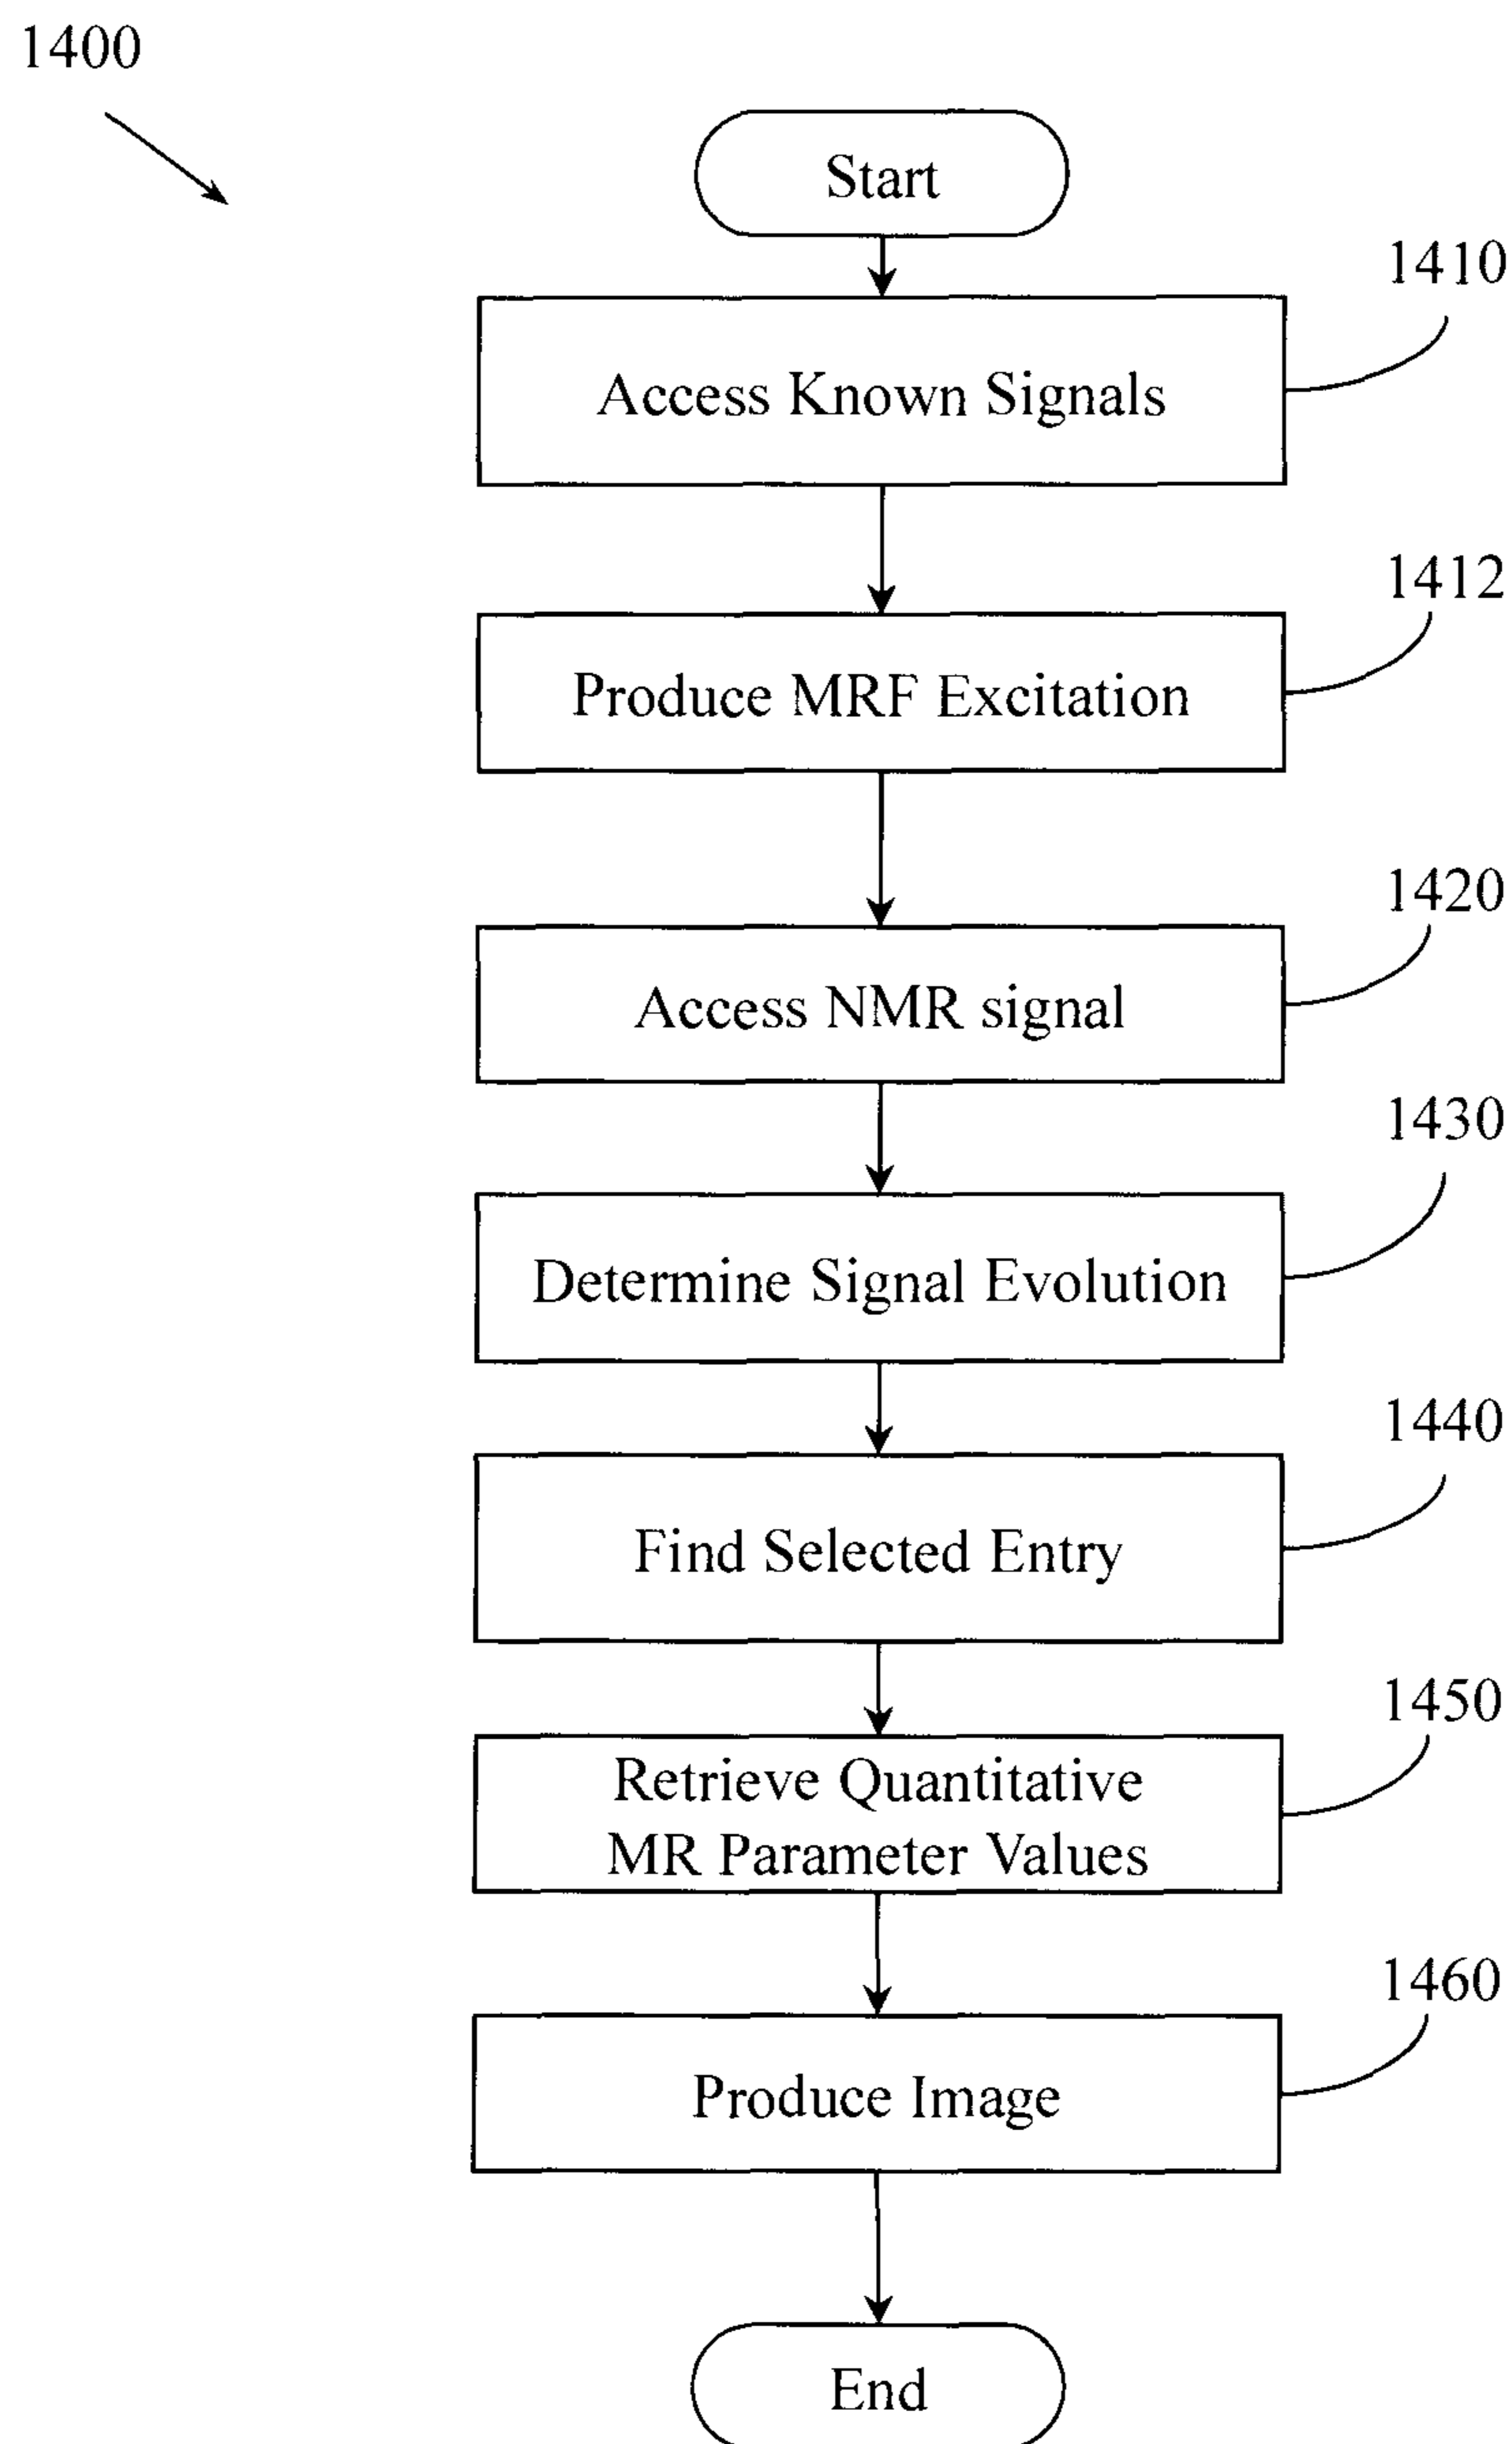 1400
Start
1410
Access Known Signals
1412
Produce MRF Excitation
1420
Access NMR signal
1430
Determine Signal Evolution
1440
Find Selected Entry
1450
Retrieve Quantitative
MR Parameter Values
1460
Produce Image
End